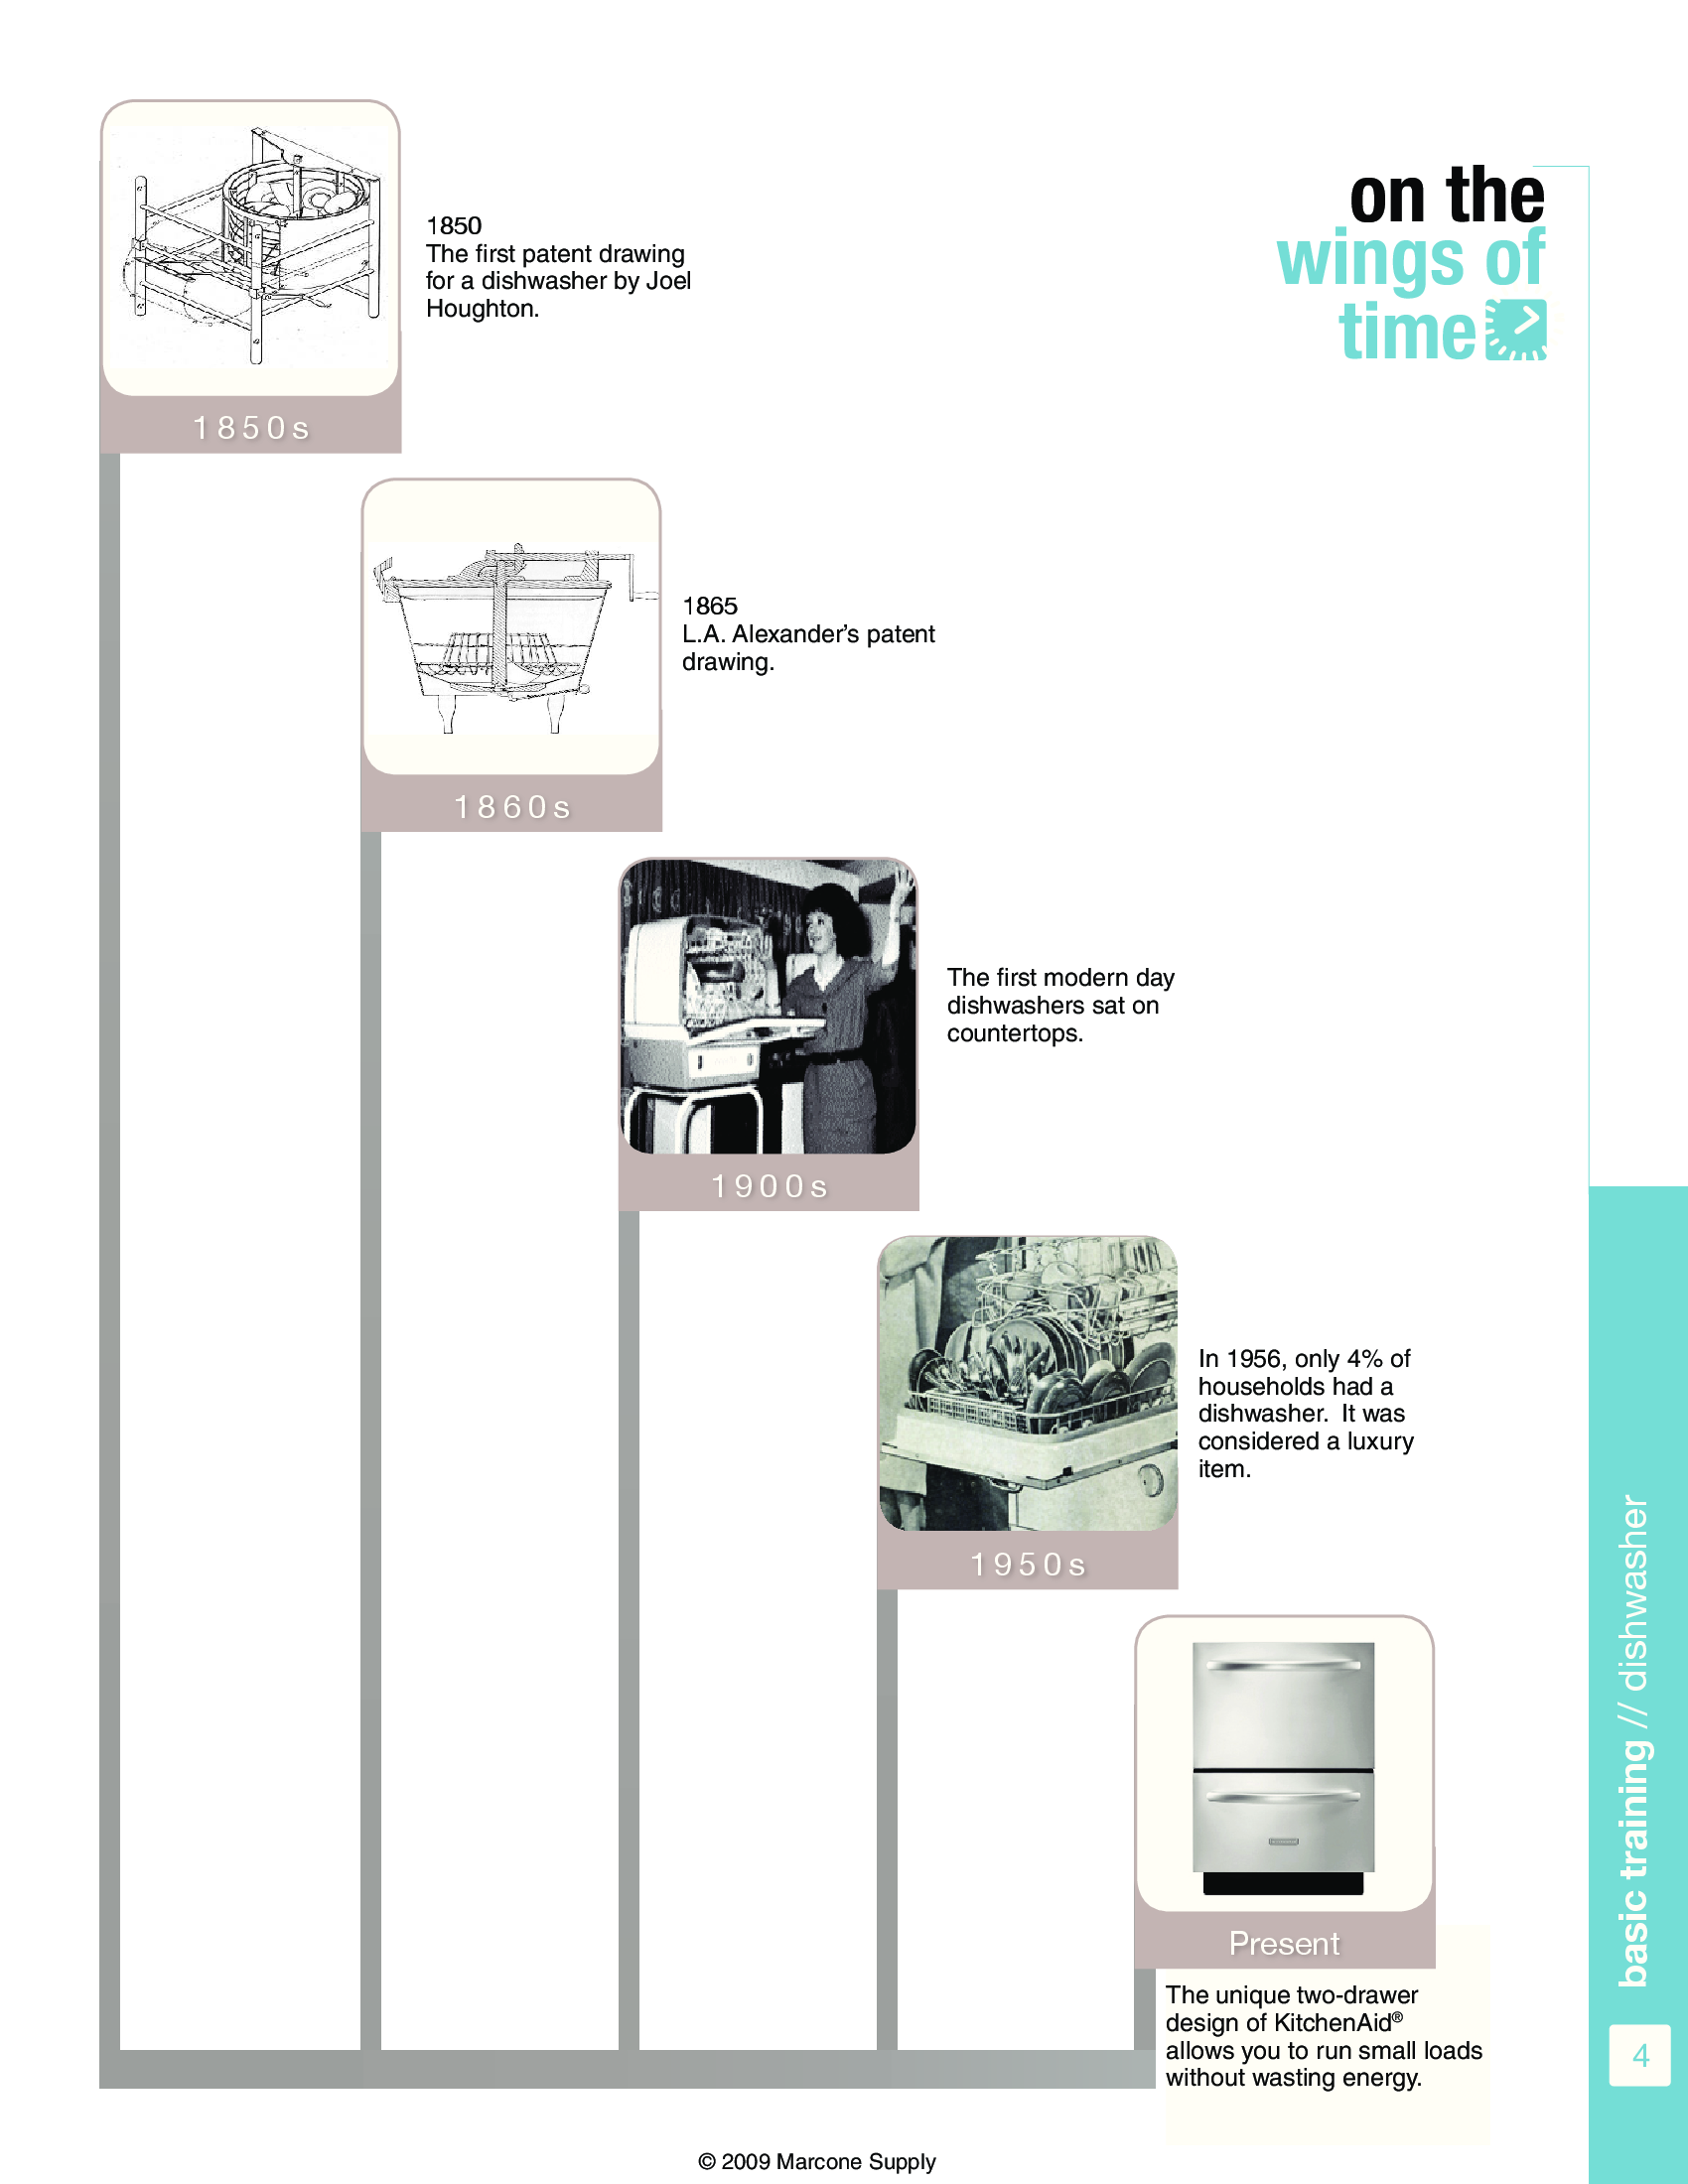 on the
wings of
time
1850
The first patent drawing
for a dishwasher by Joel
Houghton.
1850s
1865
L.A. Alexander's patent
drawing.
1860s
The first modern day
dishwashers sat on
countertops.
1900s
In 1956, only 4% of
households had a
dishwasher.  It was
considered a luxury
item.
1950s
Present
The unique two-drawer
design of KitchenAid®
allows you to run small loads
without wasting energy.
basic training // dishwasher
4
© 2009 Marcone Supply